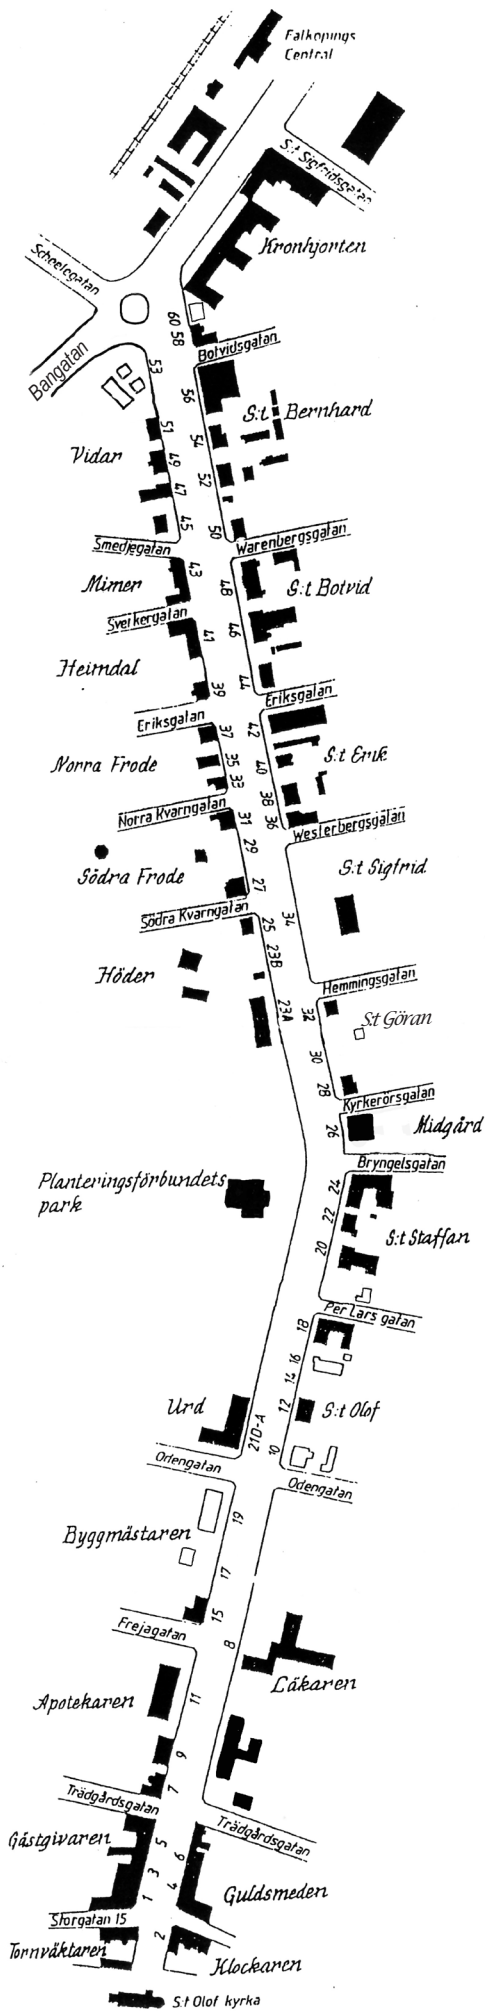 Falköpings
Central
S:t Sigfridsgatan
Kronhjorten
Scheelegatan
Bangatan
60
58
Botvidsgatan
53
56
S:t Bernhard
51
54
Vidar
49
52
47
45
50
Smedjegatan
Warenbergsgatan
43
48
Mimer
S:t Botvid
Sverkergatan
46
41
Heimdal
44
39
Eriksgatan
Eriksgatan
37
42
Norra Frode
35
40
S:t Erik
33
38
Norra Kvarngatan
31
36
Westerbergsgatan
29
Södra Frode
27
S:t Sigfrid
Södra Kvarngatan
25
34
23B
Höder
Hemmingsgatan
23A
32
S:t Göran
30
28
Kyrkerörsgatan
26
Midgård
Bryngelsgatan
Planteringsförbundets
park
24
22
S:t Staffan
20
Per Lars gatan
18
16
14
Urd
12
S:t Olof
21D-A
10
Odengatan
Odengatan
19
Byggmästaren
17
15
Frejagatan
8
Läkaren
Apotekaren
11
9
7
Trädgårdsgatan
Trädgårdsgatan
Gästgivaren
5
6
3
4
Guldsmeden
1
Storgatan 15
2
Tornväktaren
Klockaren
S:t Olof kyrka